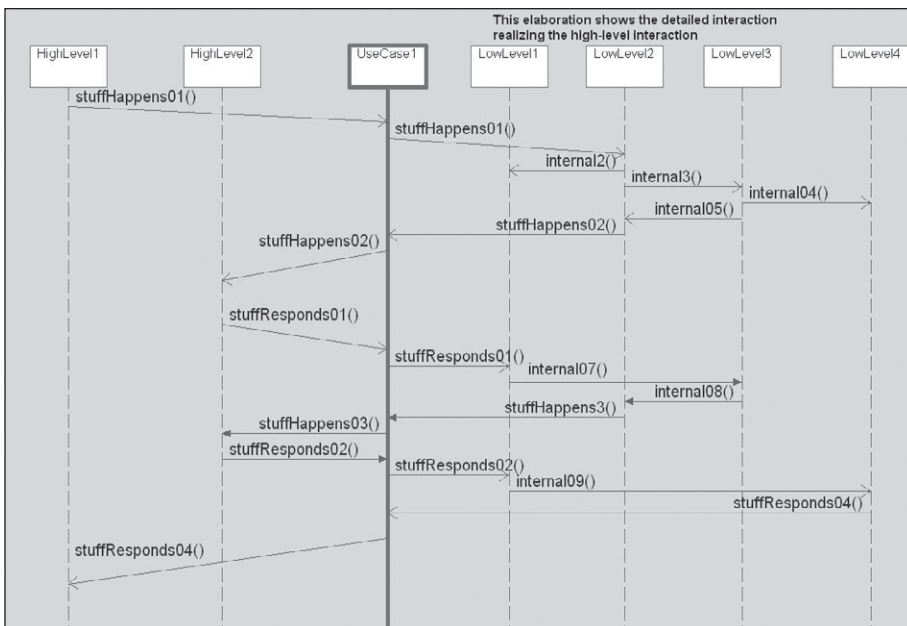 This elaboration shows the detailed interaction
realizing the high-level interaction
HighLevel1 HighLevel2 UseCase1 LowLevel1 LowLevel2 LowLevel3 LowLevel4
stuffHappens01()
stuffHappens01()
internal2()
internal3()
internal04()
internal05()
stuffHappens02()
stuffHappens02()
stuffResponds01()
stuffResponds01()
internal07()
internal08()
stuffHappens3()
stuffHappens03()
stuffResponds02()
stuffResponds02()
internal09()
stuffResponds04()
stuffResponds04()